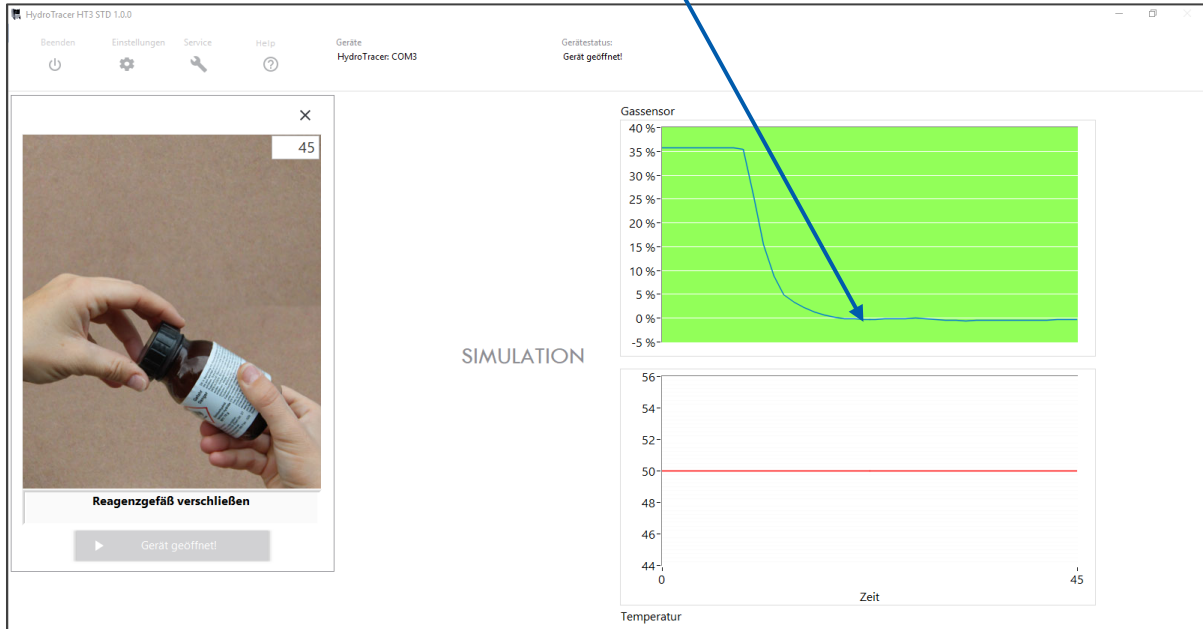 HydroTracer HT3 STD 1.0.0
Beenden Einstellungen Service Help
Geräte
HydroTracer: COM3
Gerätestatus:
Gerät geöffnet!
45
Reagenzgefäß verschließen
Gerät geöffnet!
SIMULATION
Gassensor
40 %
35 %
30 %
25 %
20 %
15 %
10 %
5 %
0 %
-5 %
56
54
52
50
48
46
44
0 45
Zeit
Temperatur